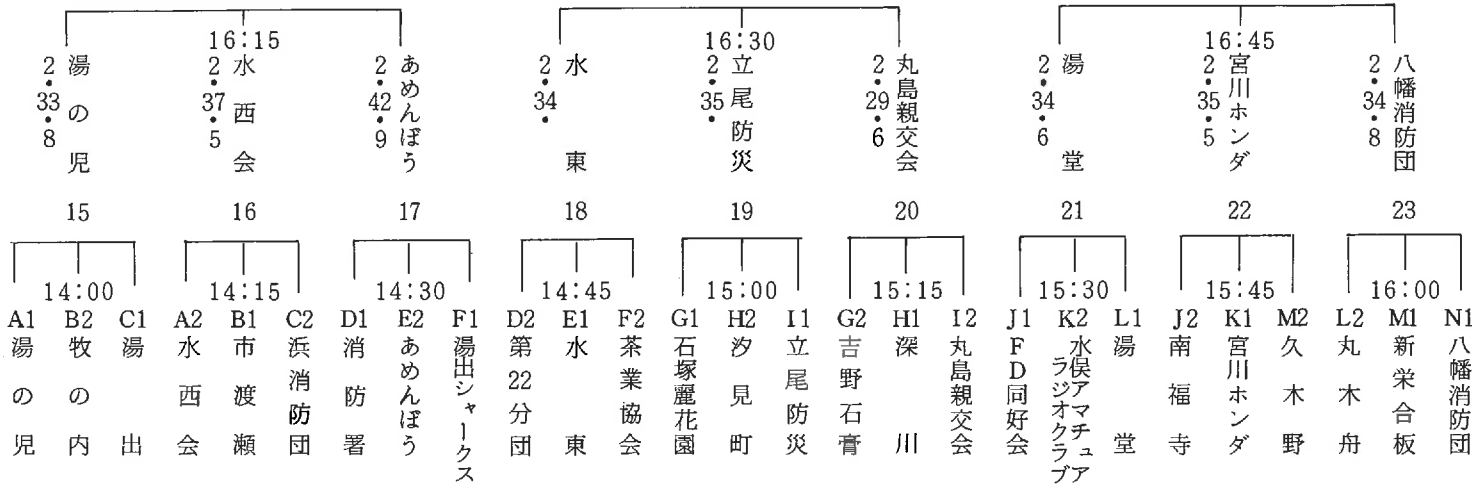 16:15
16:30
16:45
湯の児
2・33・8
水西会
2・37・5
あめんぼう
2・42・9
水東
2・34・
立尾防災
2・35・
丸島親交会
2・29・6
湯堂
2・34・6
宮川ホンダ
2・35・5
八幡消防団
2・34・8
15
16
17
18
19
20
21
22
23
14:00
14:15
14:30
14:45
15:00
15:15
15:30
15:45
16:00
A1 湯の児
B2 牧の内
C1 湯出
A2 水西会
B1 市渡瀬
C2 浜消防団
D1 消防署
E2 あめんぼう
F1 湯出シャークス
D2 第22分団
E1 水東
F2 茶業協会
G1 石塚麗花園
H2 汐見町
I1 立尾防災
G2 吉野石膏
H1 深川
I2 丸島親交会
J1 FD同好会
K2 水俣アマチュアラジオクラブ
L1 湯堂
J2 南福寺
K1 宮川ホンダ
M2 久木野
L2 丸木舟
M1 新栄合板
N1 八幡消防団